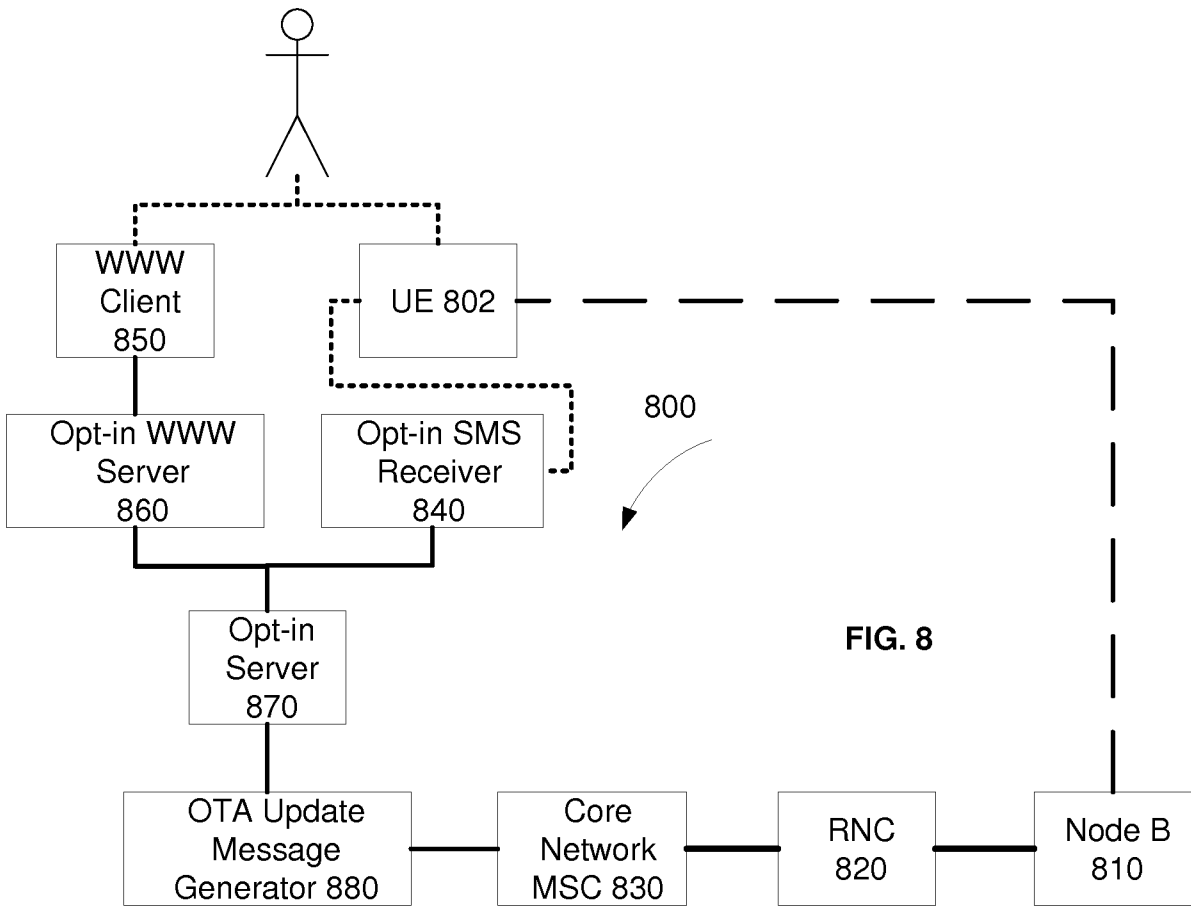 WWW
Client
850
UE 802
Opt-in WWW
Server
860
Opt-in SMS
Receiver
840
800
Opt-in
Server
870
FIG. 8
OTA Update
Message
Generator 880
Core
Network
MSC 830
RNC
820
Node B
810